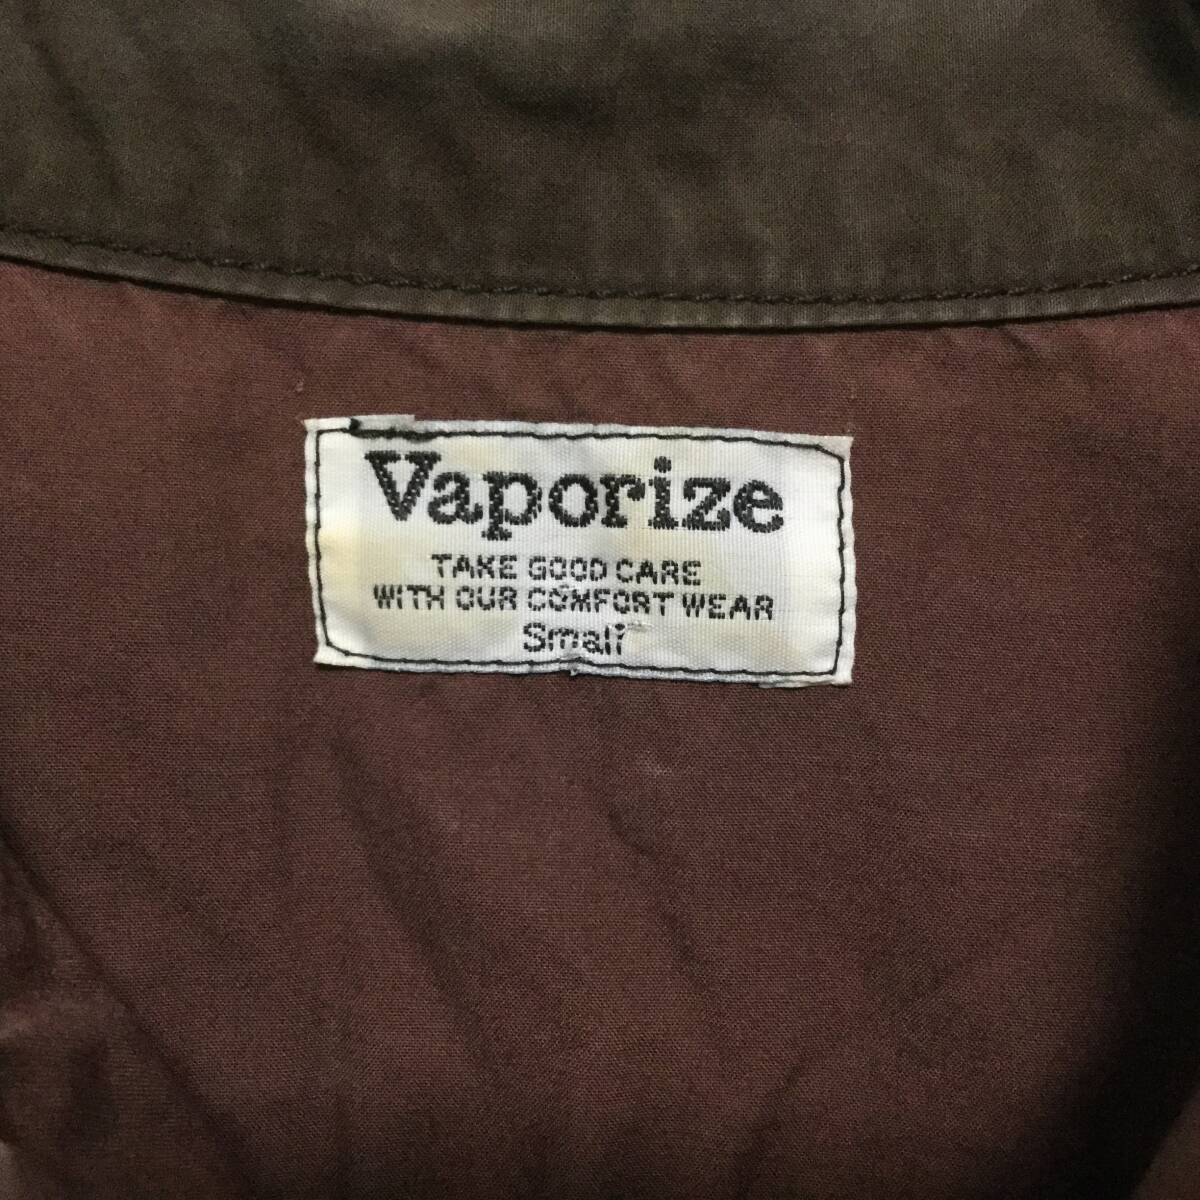 Vaporize
TAKE GOOD CARE
WITH OUR COMFORT WEAR
Small